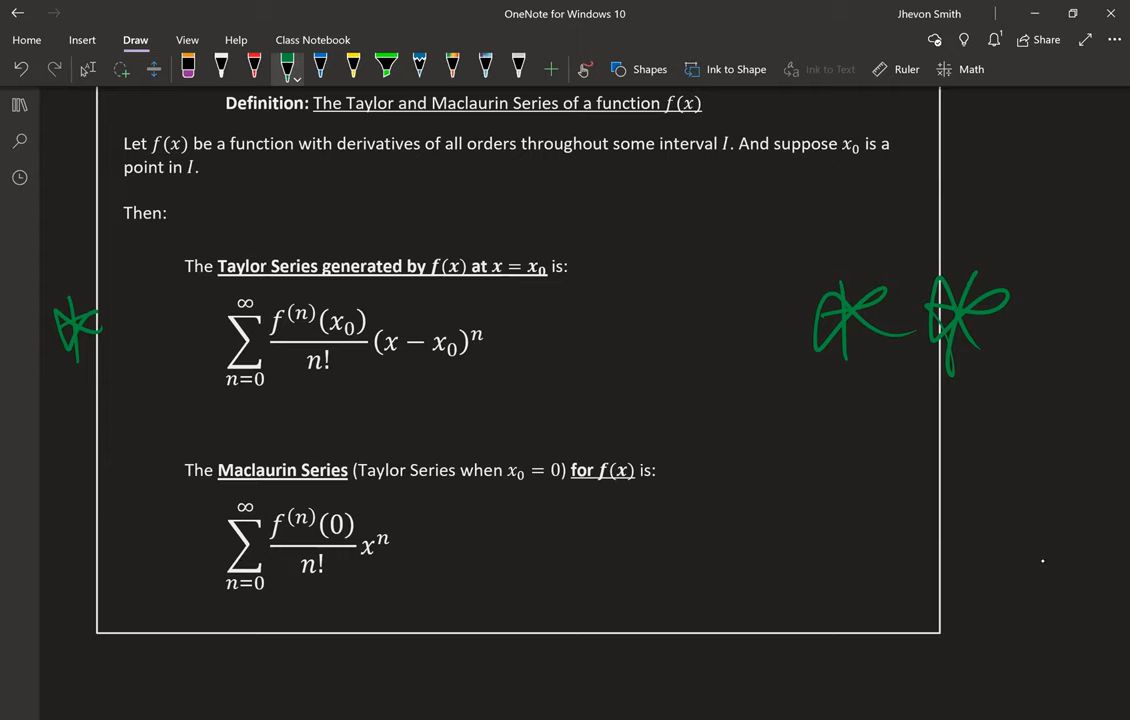 OneNote for Windows 10
Jhevon Smith
Home Insert Draw View Help Class Notebook
1 Share
Shapes Ink to Shape Ink to Text Ruler Math
Definition: The Taylor and Maclaurin Series of a function f(x)
Let f(x) be a function with derivatives of all orders throughout some interval I. And suppose x₀ is a
point in I.
Then:
The Taylor Series generated by f(x) at x = x₀ is:
∑_{n=0}^{∞} \frac{f^{(n)}(x₀)}{n!} (x − x₀)^n
The Maclaurin Series (Taylor Series when x₀ = 0) for f(x) is:
∑_{n=0}^{∞} \frac{f^{(n)}(0)}{n!} x^n